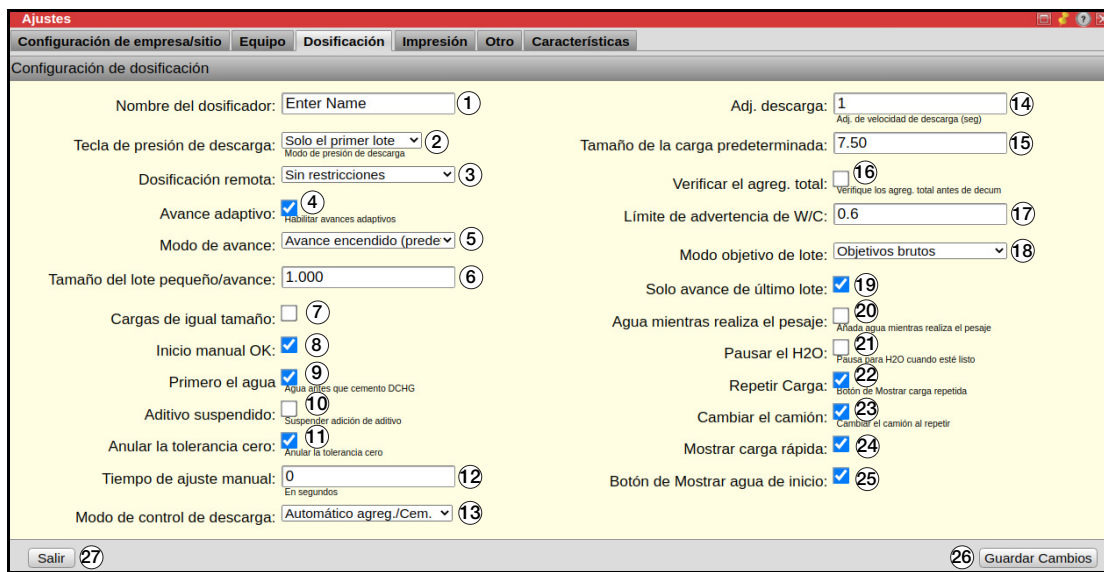 Ajustes
Configuración de empresa/sitio Equipo Dosificación Impresión Otro Características
Configuración de dosificación
Nombre del dosificador: Enter Name 1
Tecla de presión de descarga: Solo el primer lote 2
Modo de presión de descarga
Dosificación remota: Sin restricciones 3
Avance adaptivo: 4
Habilitar avances adaptivos
Modo de avance: Avance encendido (prede 5
Tamaño del lote pequeño/avance: 1.000 6
Cargas de igual tamaño: 7
Inicio manual OK: 8
Primero el agua 9
Agua antes que cemento DCHG
Aditivo suspendido: 10
Suspender adición de aditivo
Anular la tolerancia cero: 11
Anular la tolerancia cero
Tiempo de ajuste manual: 0 12
En segundos
Modo de control de descarga: Automático agreg./Cem. 13
Adj. descarga: 1 14
Adj. de velocidad de descarga (seg)
Tamaño de la carga predeterminada: 7.50 15
Verificar el agreg. total: 16
Verifique los agreg. total antes de decum
Límite de advertencia de W/C: 0.6 17
Modo objetivo de lote: Objetivos brutos 18
Solo avance de último lote: 19
Agua mientras realiza el pesaje: 20
Añada agua mientras realiza el pesaje
Pausar el H2O: 21
Pausa para H2O cuando esté listo
Repetir Carga: 22
Botón de Mostrar carga repetida
Cambiar el camión: 23
Cambiar el camión al repetir
Mostrar carga rápida: 24
Botón de Mostrar agua de inicio: 25
Salir 27
26 Guardar Cambios